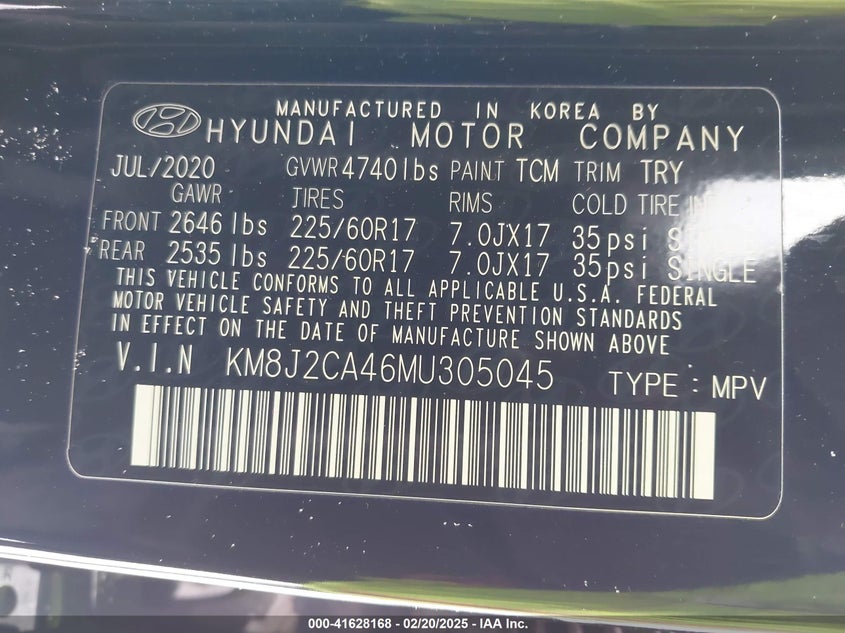 MANUFACTURED IN KOREA BY
HYUNDAI MOTOR COMPANY
JUL/2020 GVWR 4740lbs PAINT TCM TRIM TRY
GAWR TIRES RIMS COLD TIRE
FRONT 2646 lbs 225/60R17 7.0JX17 35psi
REAR 2535 lbs 225/60R17 7.0JX17 35psi SINGLE
THIS VEHICLE CONFORMS TO ALL APPLICABLE U.S.A. FEDERAL
MOTOR VEHICLE SAFETY AND THEFT PREVENTION STANDARDS
IN EFFECT ON THE DATE OF MANUFACTURE SHOWN ABOVE
V.I.N KM8J2CA46MU305045 TYPE : MPV
000-41628168 - 02/20/2025 - IAA Inc.